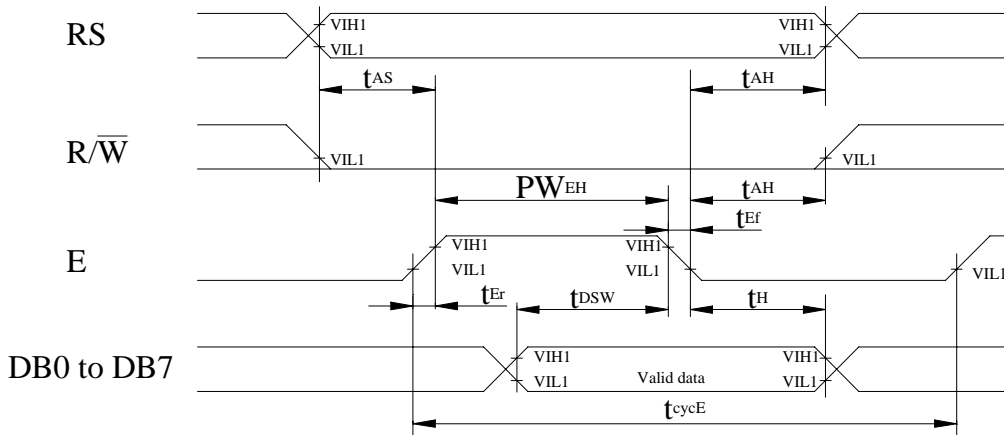 RS
VIH1
VIH1
VIL1
VIL1
tAS
tAH
R/W̅
VIL1
VIL1
PWEH
tAH
tEf
E
VIH1
VIH1
VIL1
VIL1
VIL1
tEr
tDSW
tH
DB0 to DB7
VIH1
VIH1
VIL1
Valid data
VIL1
tcycE